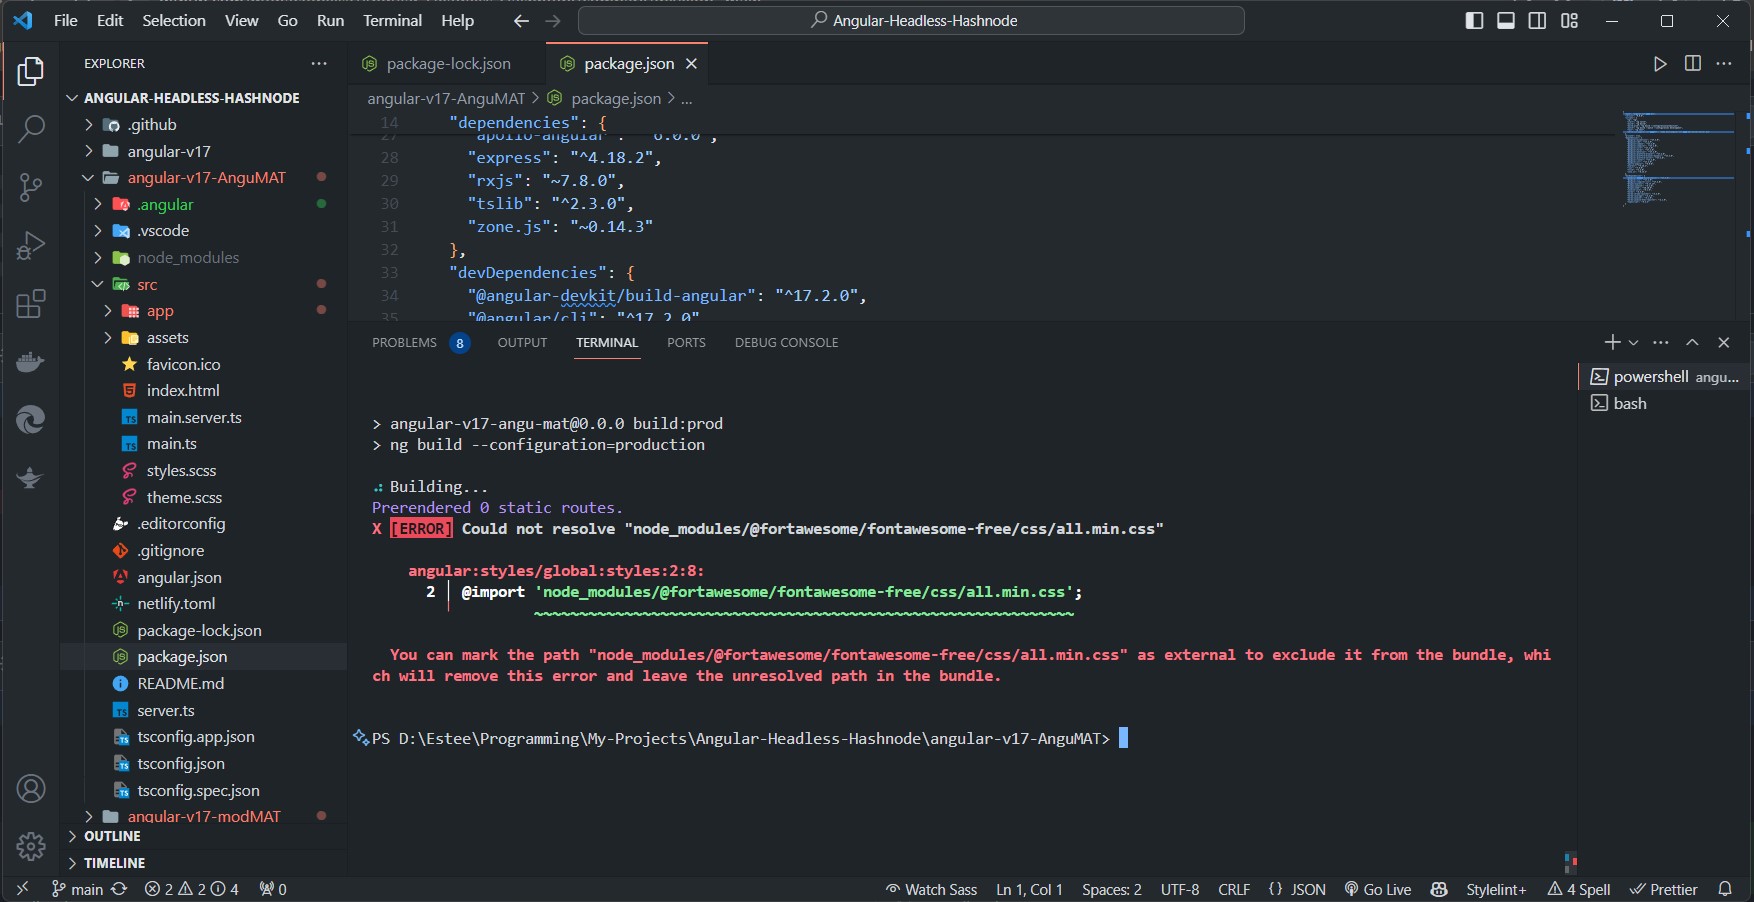 File Edit Selection View Go Run Terminal Help
Angular-Headless-Hashnode
EXPLORER
ANGULAR-HEADLESS-HASHNODE
.github
angular-v17
angular-v17-AnguMAT
.angular
.vscode
node_modules
src
app
assets
favicon.ico
index.html
main.server.ts
main.ts
styles.scss
theme.scss
.editorconfig
.gitignore
angular.json
netlify.toml
package-lock.json
package.json
README.md
server.ts
tsconfig.app.json
tsconfig.json
tsconfig.spec.json
angular-v17-modMAT
OUTLINE
TIMELINE
package-lock.json package.json
angular-v17-AnguMAT > package.json > ...
14 "dependencies": {
27 "apollo-angular": "^6.0.0",
28 "express": "^4.18.2",
29 "rxjs": "~7.8.0",
30 "tslib": "^2.3.0",
31 "zone.js": "~0.14.3"
32 },
33 "devDependencies": {
34 "@angular-devkit/build-angular": "^17.2.0",
35 "@angular/cli": "^17.2.0"
PROBLEMS 8 OUTPUT TERMINAL PORTS DEBUG CONSOLE
> angular-v17-angu-mat@0.0.0 build:prod
> ng build --configuration=production
Building...
Prerendered 0 static routes.
X [ERROR] Could not resolve "node_modules/@fortawesome/fontawesome-free/css/all.min.css"
angular:styles/global:styles:2:8:
2 │ @import 'node_modules/@fortawesome/fontawesome-free/css/all.min.css';
~~~~~~~~~~~~~~~~~~~~~~~~~~~~~~~~~~~~~~~~~~~~~~~~~~~~~~~~~~~~
You can mark the path "node_modules/@fortawesome/fontawesome-free/css/all.min.css" as external to exclude it from the bundle, whi
ch will remove this error and leave the unresolved path in the bundle.
PS D:\Estee\Programming\My-Projects\Angular-Headless-Hashnode\angular-v17-AnguMAT>
powershell angu...
bash
main 2 2 4 0 Watch Sass Ln 1, Col 1 Spaces: 2 UTF-8 CRLF {} JSON Go Live Stylelint+ 4 Spell Prettier